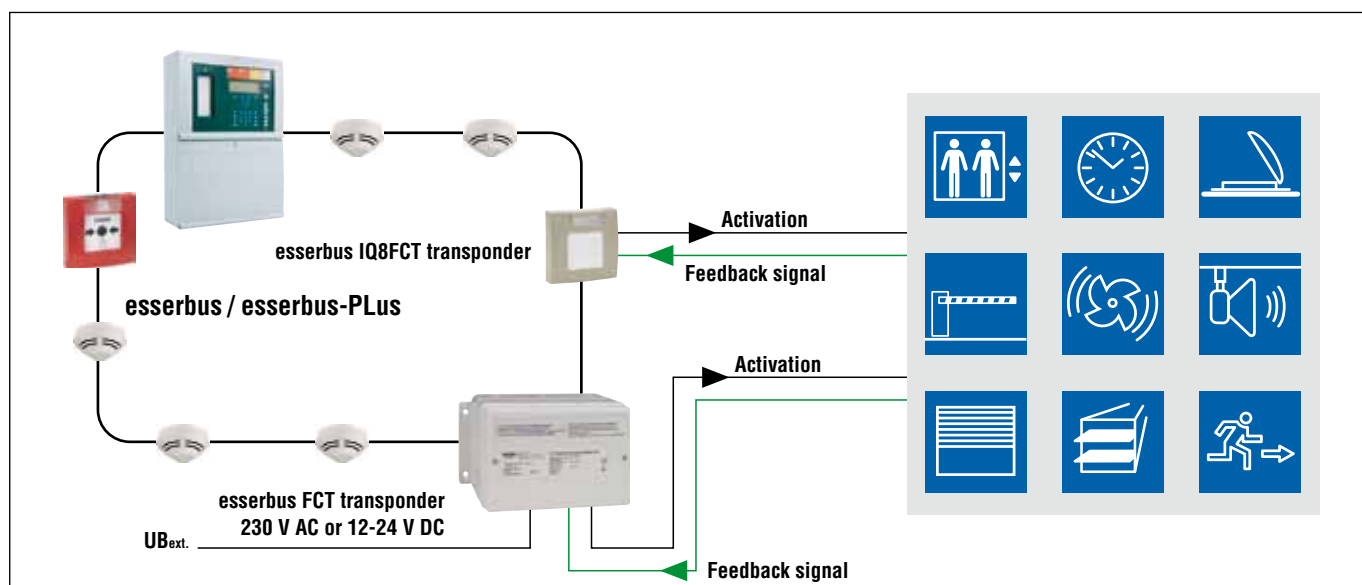 Activation
esserbus IQ8FCT transponder
Feedback signal
esserbus / esserbus-PLus
Activation
esserbus FCT transponder
230 V AC or 12-24 V DC
UBext.
Feedback signal